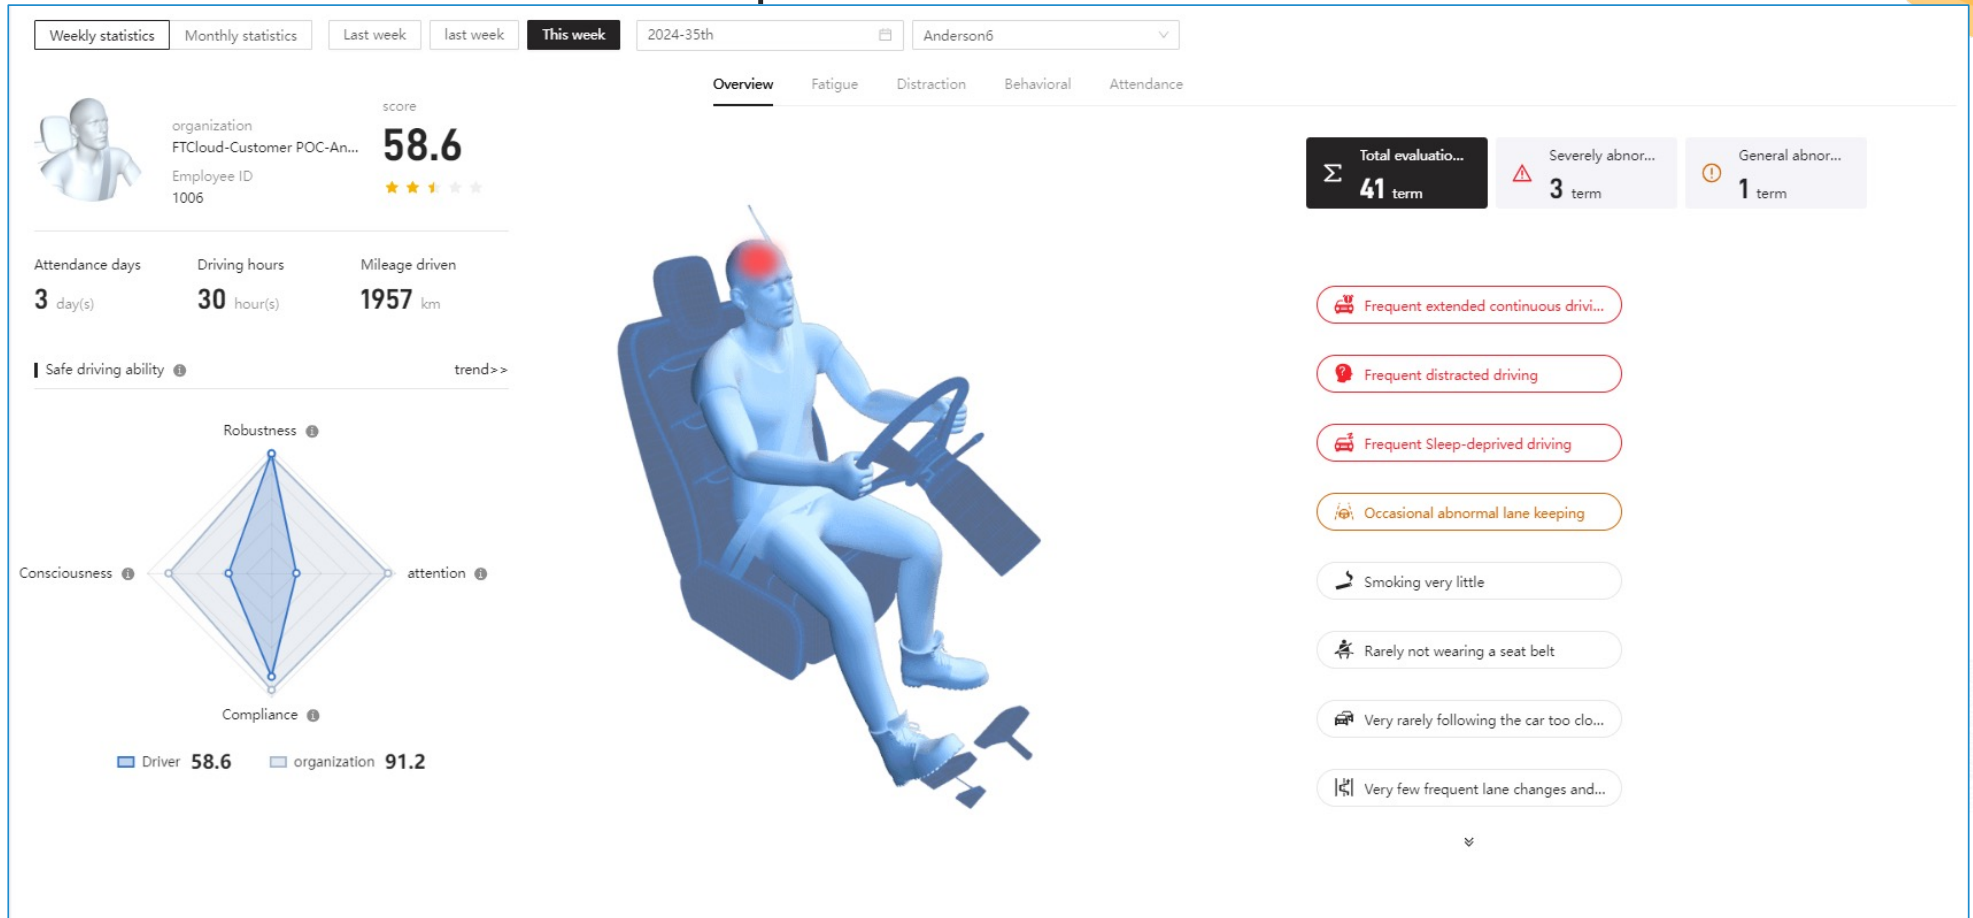 Weekly statistics Monthly statistics Last week last week This week 2024-35th Anderson6
Overview Fatigue Distraction Behavioral Attendance
score
58.6
organization
FTCloud-Customer POC-An...
Employee ID
1006
Attendance days Driving hours Mileage driven
3 day(s) 30 hour(s) 1957 km
Safe driving ability trend>>
Robustness
Consciousness attention
Compliance
Driver 58.6 organization 91.2
Total evaluatio... Severely abnor... General abnor...
41 term 3 term 1 term
Frequent extended continuous drivi...
Frequent distracted driving
Frequent Sleep-deprived driving
Occasional abnormal lane keeping
Smoking very little
Rarely not wearing a seat belt
Very rarely following the car too clo...
Very few frequent lane changes and...